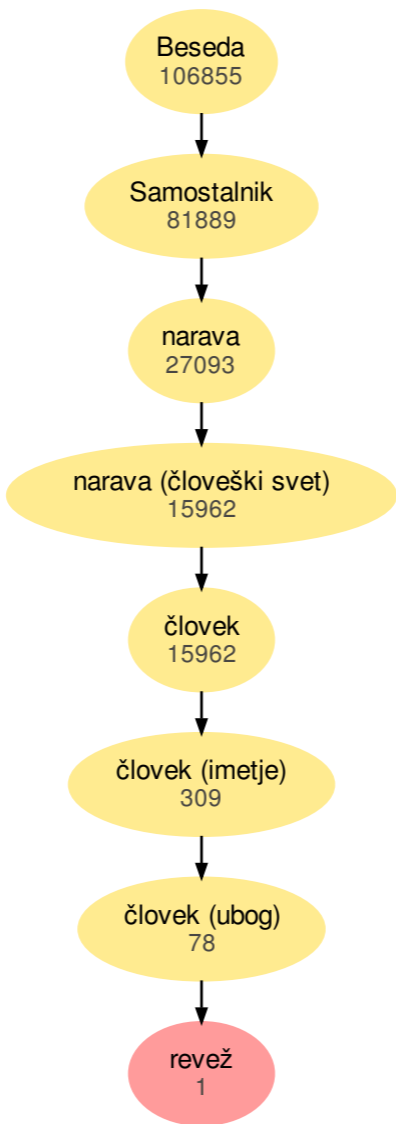 Beseda
106855
Samostalnik
81889
narava
27093
narava (človeški svet)
15962
človek
15962
človek (imetje)
309
človek (ubog)
78
revež
1